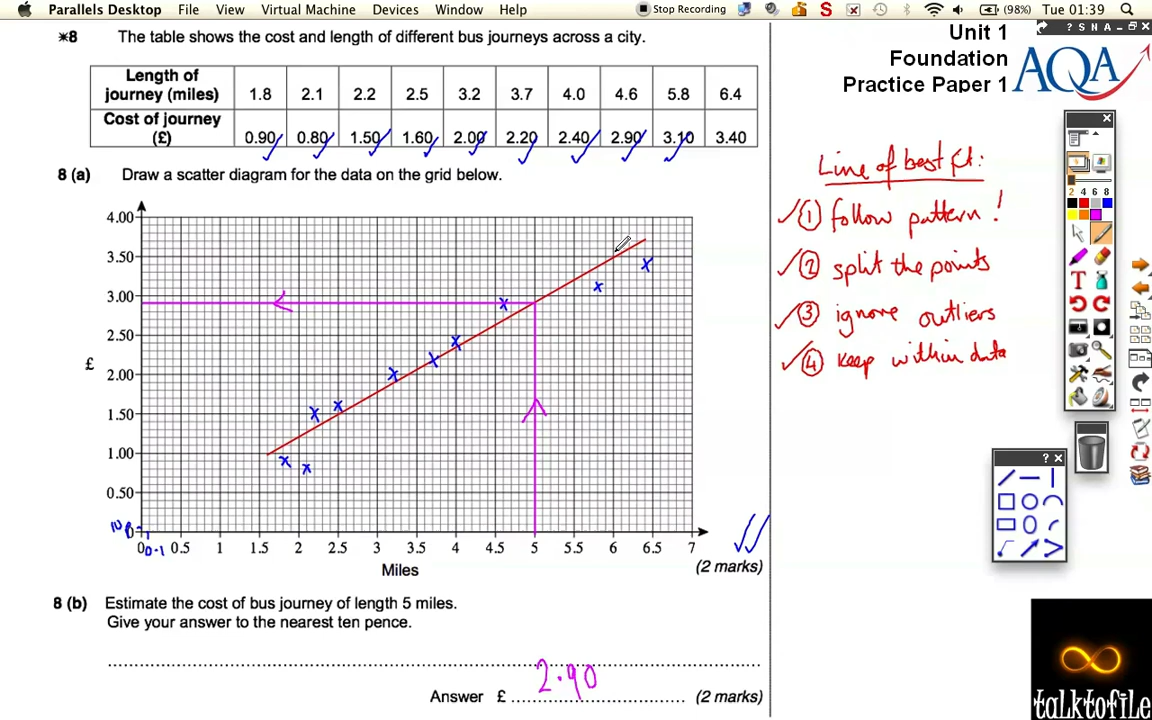 Parallels Desktop File View Virtual Machine Devices Window Help Stop Recording S (98%) Tue 01:39
? S N A
Unit 1
Foundation
Practice Paper 1
AQA
*8 The table shows the cost and length of different bus journeys across a city.
Length of journey (miles) 1.8 2.1 2.2 2.5 3.2 3.7 4.0 4.6 5.8 6.4
Cost of journey (£) 0.90 0.80 1.50 1.60 2.00 2.20 2.40 2.90 3.10 3.40
8 (a) Draw a scatter diagram for the data on the grid below.
4.00
3.50
3.00
2.50
£
2.00
1.50
1.00
0.50
10p
0
0 0.5 1 1.5 2 2.5 3 3.5 4 4.5 5 5.5 6 6.5 7
0.1
Miles
(2 marks)
8 (b) Estimate the cost of bus journey of length 5 miles.
Give your answer to the nearest ten pence.
Answer £ 2.90 (2 marks)
Line of best fit:
1 follow pattern!
2 split the points
3 ignore outliers
4 keep within data
2 4 6 8
T
?
talktofile